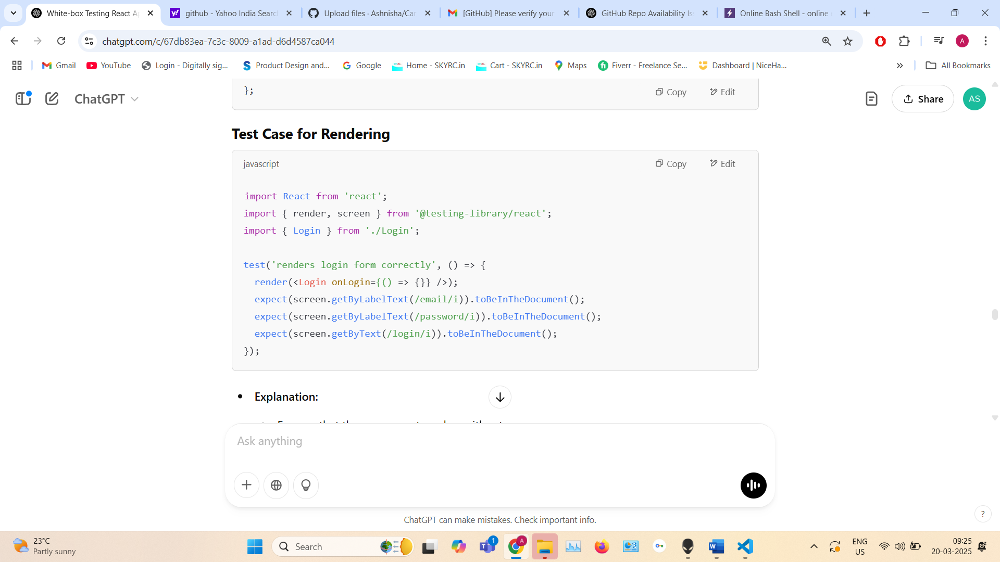 White-box Testing React Ap
github - Yahoo India Search
Upload files · Ashnisha/Car
[GitHub] Please verify your
GitHub Repo Availability Iss
Online Bash Shell - online
chatgpt.com/c/67db83ea-7c3c-8009-a1ad-d6d4587ca044
A
Gmail
YouTube
Login - Digitally sig...
Product Design and...
Google
Home - SKYRC.in
Cart - SKYRC.in
Maps
Fiverr - Freelance Se...
Dashboard | NiceHa...
All Bookmarks
ChatGPT
Share
AS
};
Copy
Edit
Test Case for Rendering
javascript
Copy
Edit
import React from 'react';
import { render, screen } from '@testing-library/react';
import { Login } from './Login';
test('renders login form correctly', () => {
render(<Login onLogin={() => {}} />);
expect(screen.getByLabelText(/email/i)).toBeInTheDocument();
expect(screen.getByLabelText(/password/i)).toBeInTheDocument();
expect(screen.getByText(/login/i)).toBeInTheDocument();
});
Explanation:
Ask anything
ChatGPT can make mistakes. Check important info.
?
23°C
Partly sunny
Search
1
A
ENG
US
09:25
20-03-2025